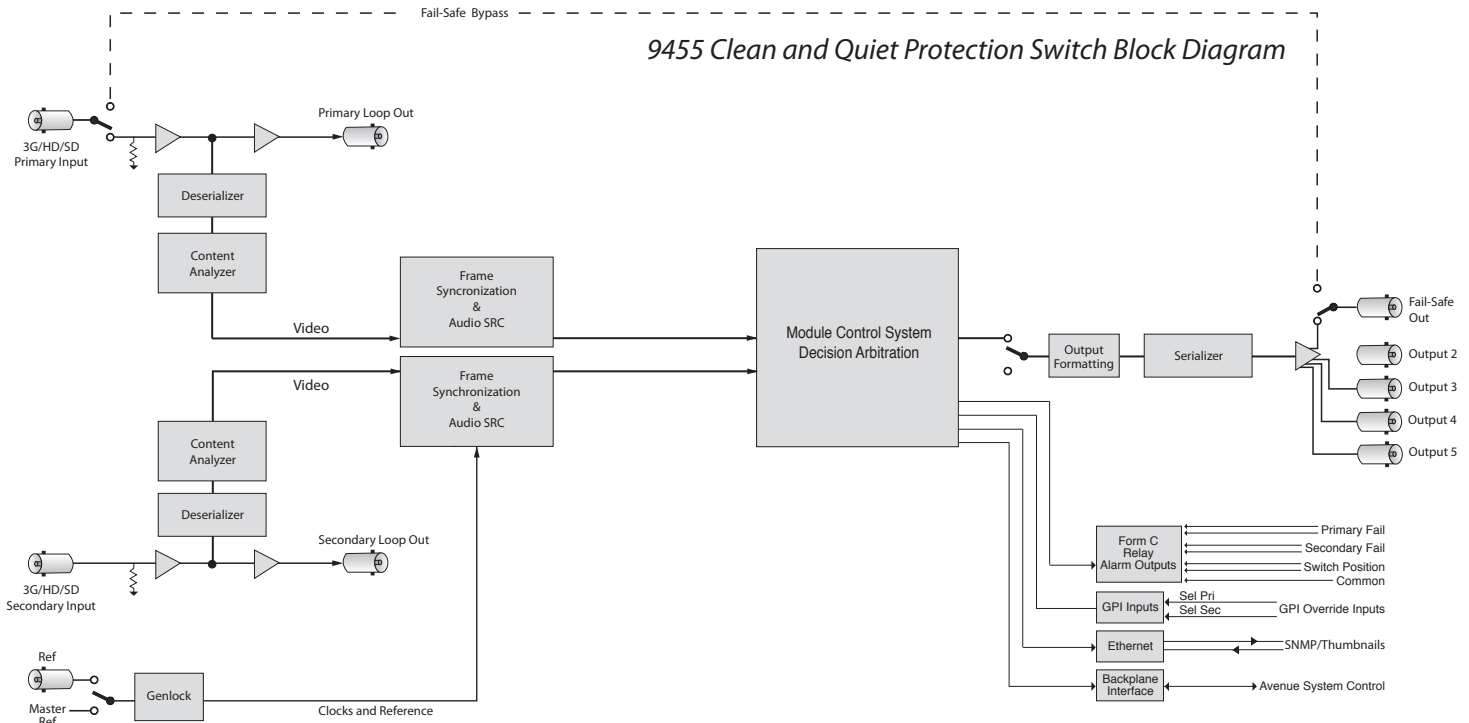 Fail-Safe Bypass
9455 Clean and Quiet Protection Switch Block Diagram
3G/HD/SD
Primary Input
Primary Loop Out
Deserializer
Content
Analyzer
Video
Frame
Syncronization
&
Audio SRC
Module Control System
Decision Arbitration
Output
Formatting
Serializer
Fail-Safe
Out
Output 2
Output 3
Output 4
Output 5
Video
Frame
Synchronization
&
Audio SRC
Content
Analyzer
Deserializer
Secondary Loop Out
3G/HD/SD
Secondary Input
Form C
Relay
Alarm Outputs
Primary Fail
Secondary Fail
Switch Position
Common
GPI Inputs
Sel Pri
Sel Sec
GPI Override Inputs
Ethernet
SNMP/Thumbnails
Backplane
Interface
Avenue System Control
Ref
Master
Ref
Genlock
Clocks and Reference